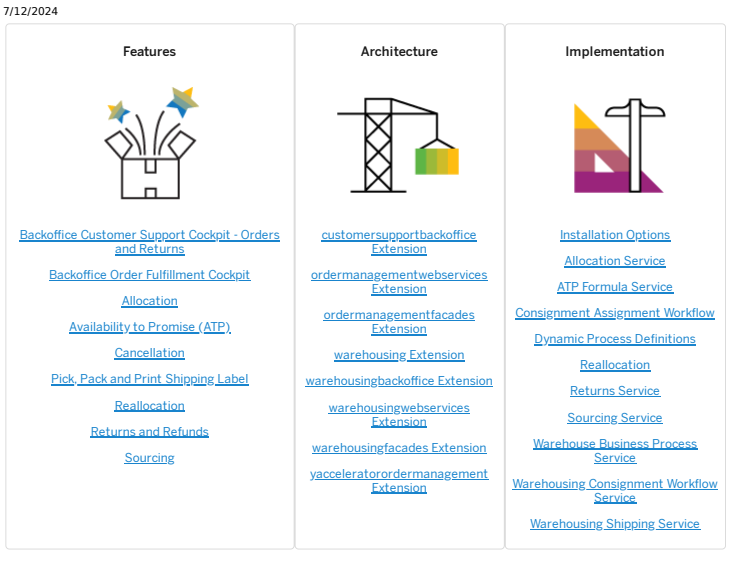 7/12/2024
Features
Backoffice Customer Support Cockpit - Orders
and Returns
Backoffice Order Fulfillment Cockpit
Allocation
Availability to Promise (ATP)
Cancellation
Pick, Pack and Print Shipping Label
Reallocation
Returns and Refunds
Sourcing
Architecture
customersupportbackoffice
Extension
ordermanagementwebservices
Extension
ordermanagementfacades
Extension
warehousing Extension
warehousingbackoffice Extension
warehousingwebservices
Extension
warehousingfacades Extension
yacceleratorordermanagement
Extension
Implementation
Installation Options
Allocation Service
ATP Formula Service
Consignment Assignment Workflow
Dynamic Process Definitions
Reallocation
Returns Service
Sourcing Service
Warehouse Business Process
Service
Warehousing Consignment Workflow
Service
Warehousing Shipping Service